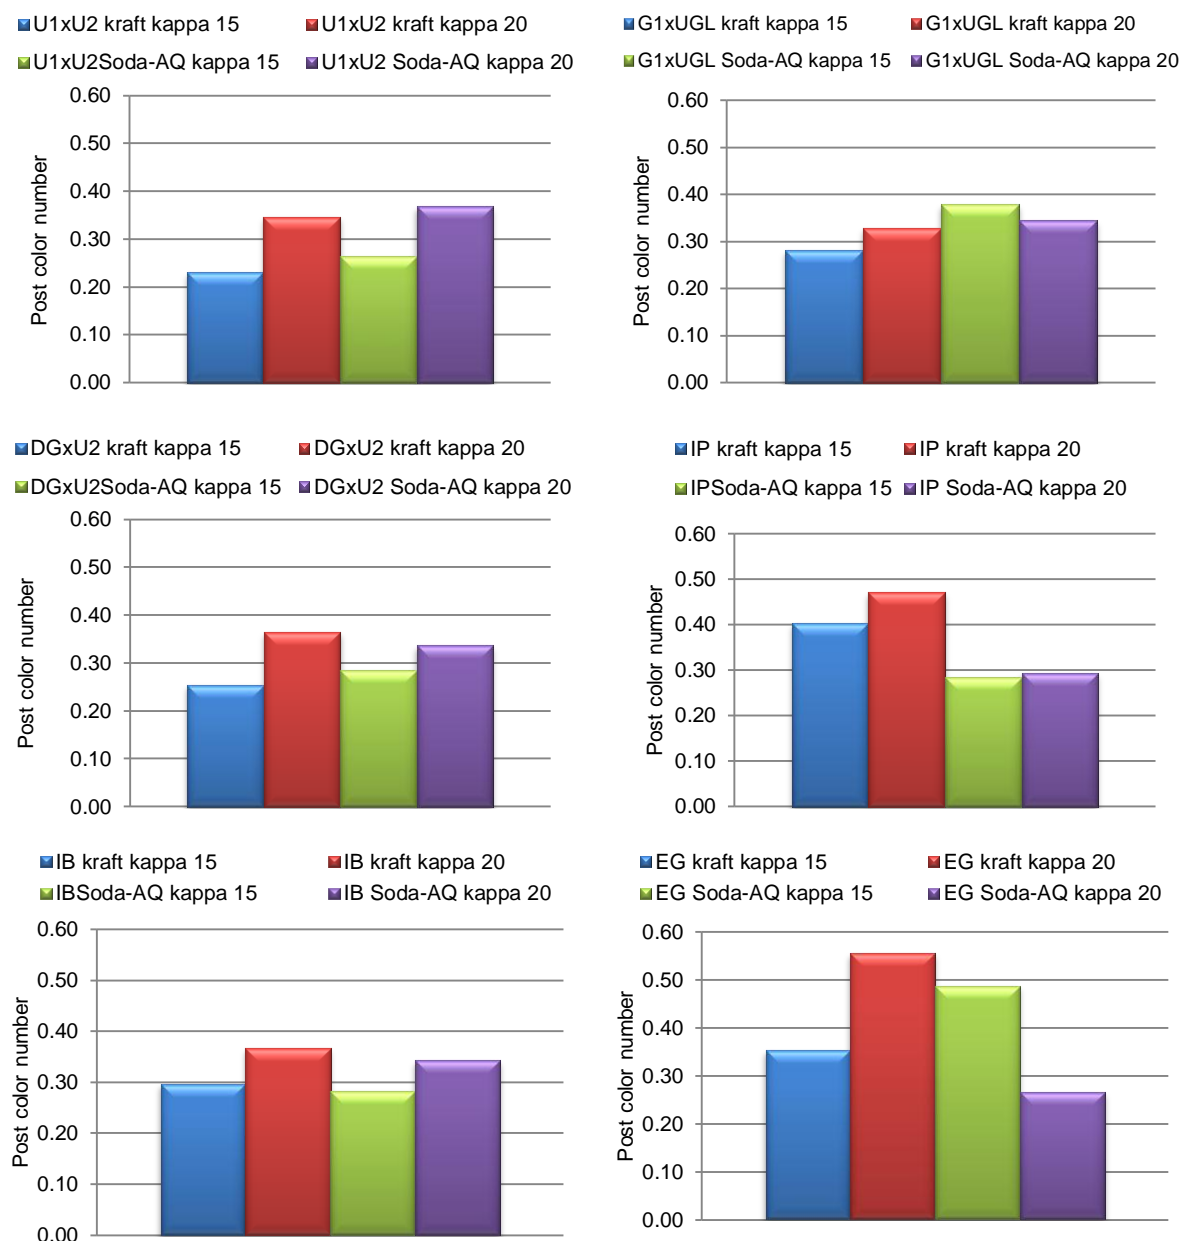 U1xU2 kraft kappa 15 U1xU2 kraft kappa 20
U1xU2Soda-AQ kappa 15 U1xU2 Soda-AQ kappa 20
Post color number
0.60
0.50
0.40
0.30
0.20
0.10
0.00
G1xUGL kraft kappa 15 G1xUGL kraft kappa 20
G1xUGL Soda-AQ kappa 15 G1xUGL Soda-AQ kappa 20
Post color number
0.60
0.50
0.40
0.30
0.20
0.10
0.00
DGxU2 kraft kappa 15 DGxU2 kraft kappa 20
DGxU2Soda-AQ kappa 15 DGxU2 Soda-AQ kappa 20
Post color number
0.60
0.50
0.40
0.30
0.20
0.10
0.00
IP kraft kappa 15 IP kraft kappa 20
IPSoda-AQ kappa 15 IP Soda-AQ kappa 20
Post color number
0.60
0.50
0.40
0.30
0.20
0.10
0.00
IB kraft kappa 15 IB kraft kappa 20
IBSoda-AQ kappa 15 IB Soda-AQ kappa 20
Post color number
0.60
0.50
0.40
0.30
0.20
0.10
0.00
EG kraft kappa 15 EG kraft kappa 20
EG Soda-AQ kappa 15 EG Soda-AQ kappa 20
Post color number
0.60
0.50
0.40
0.30
0.20
0.10
0.00